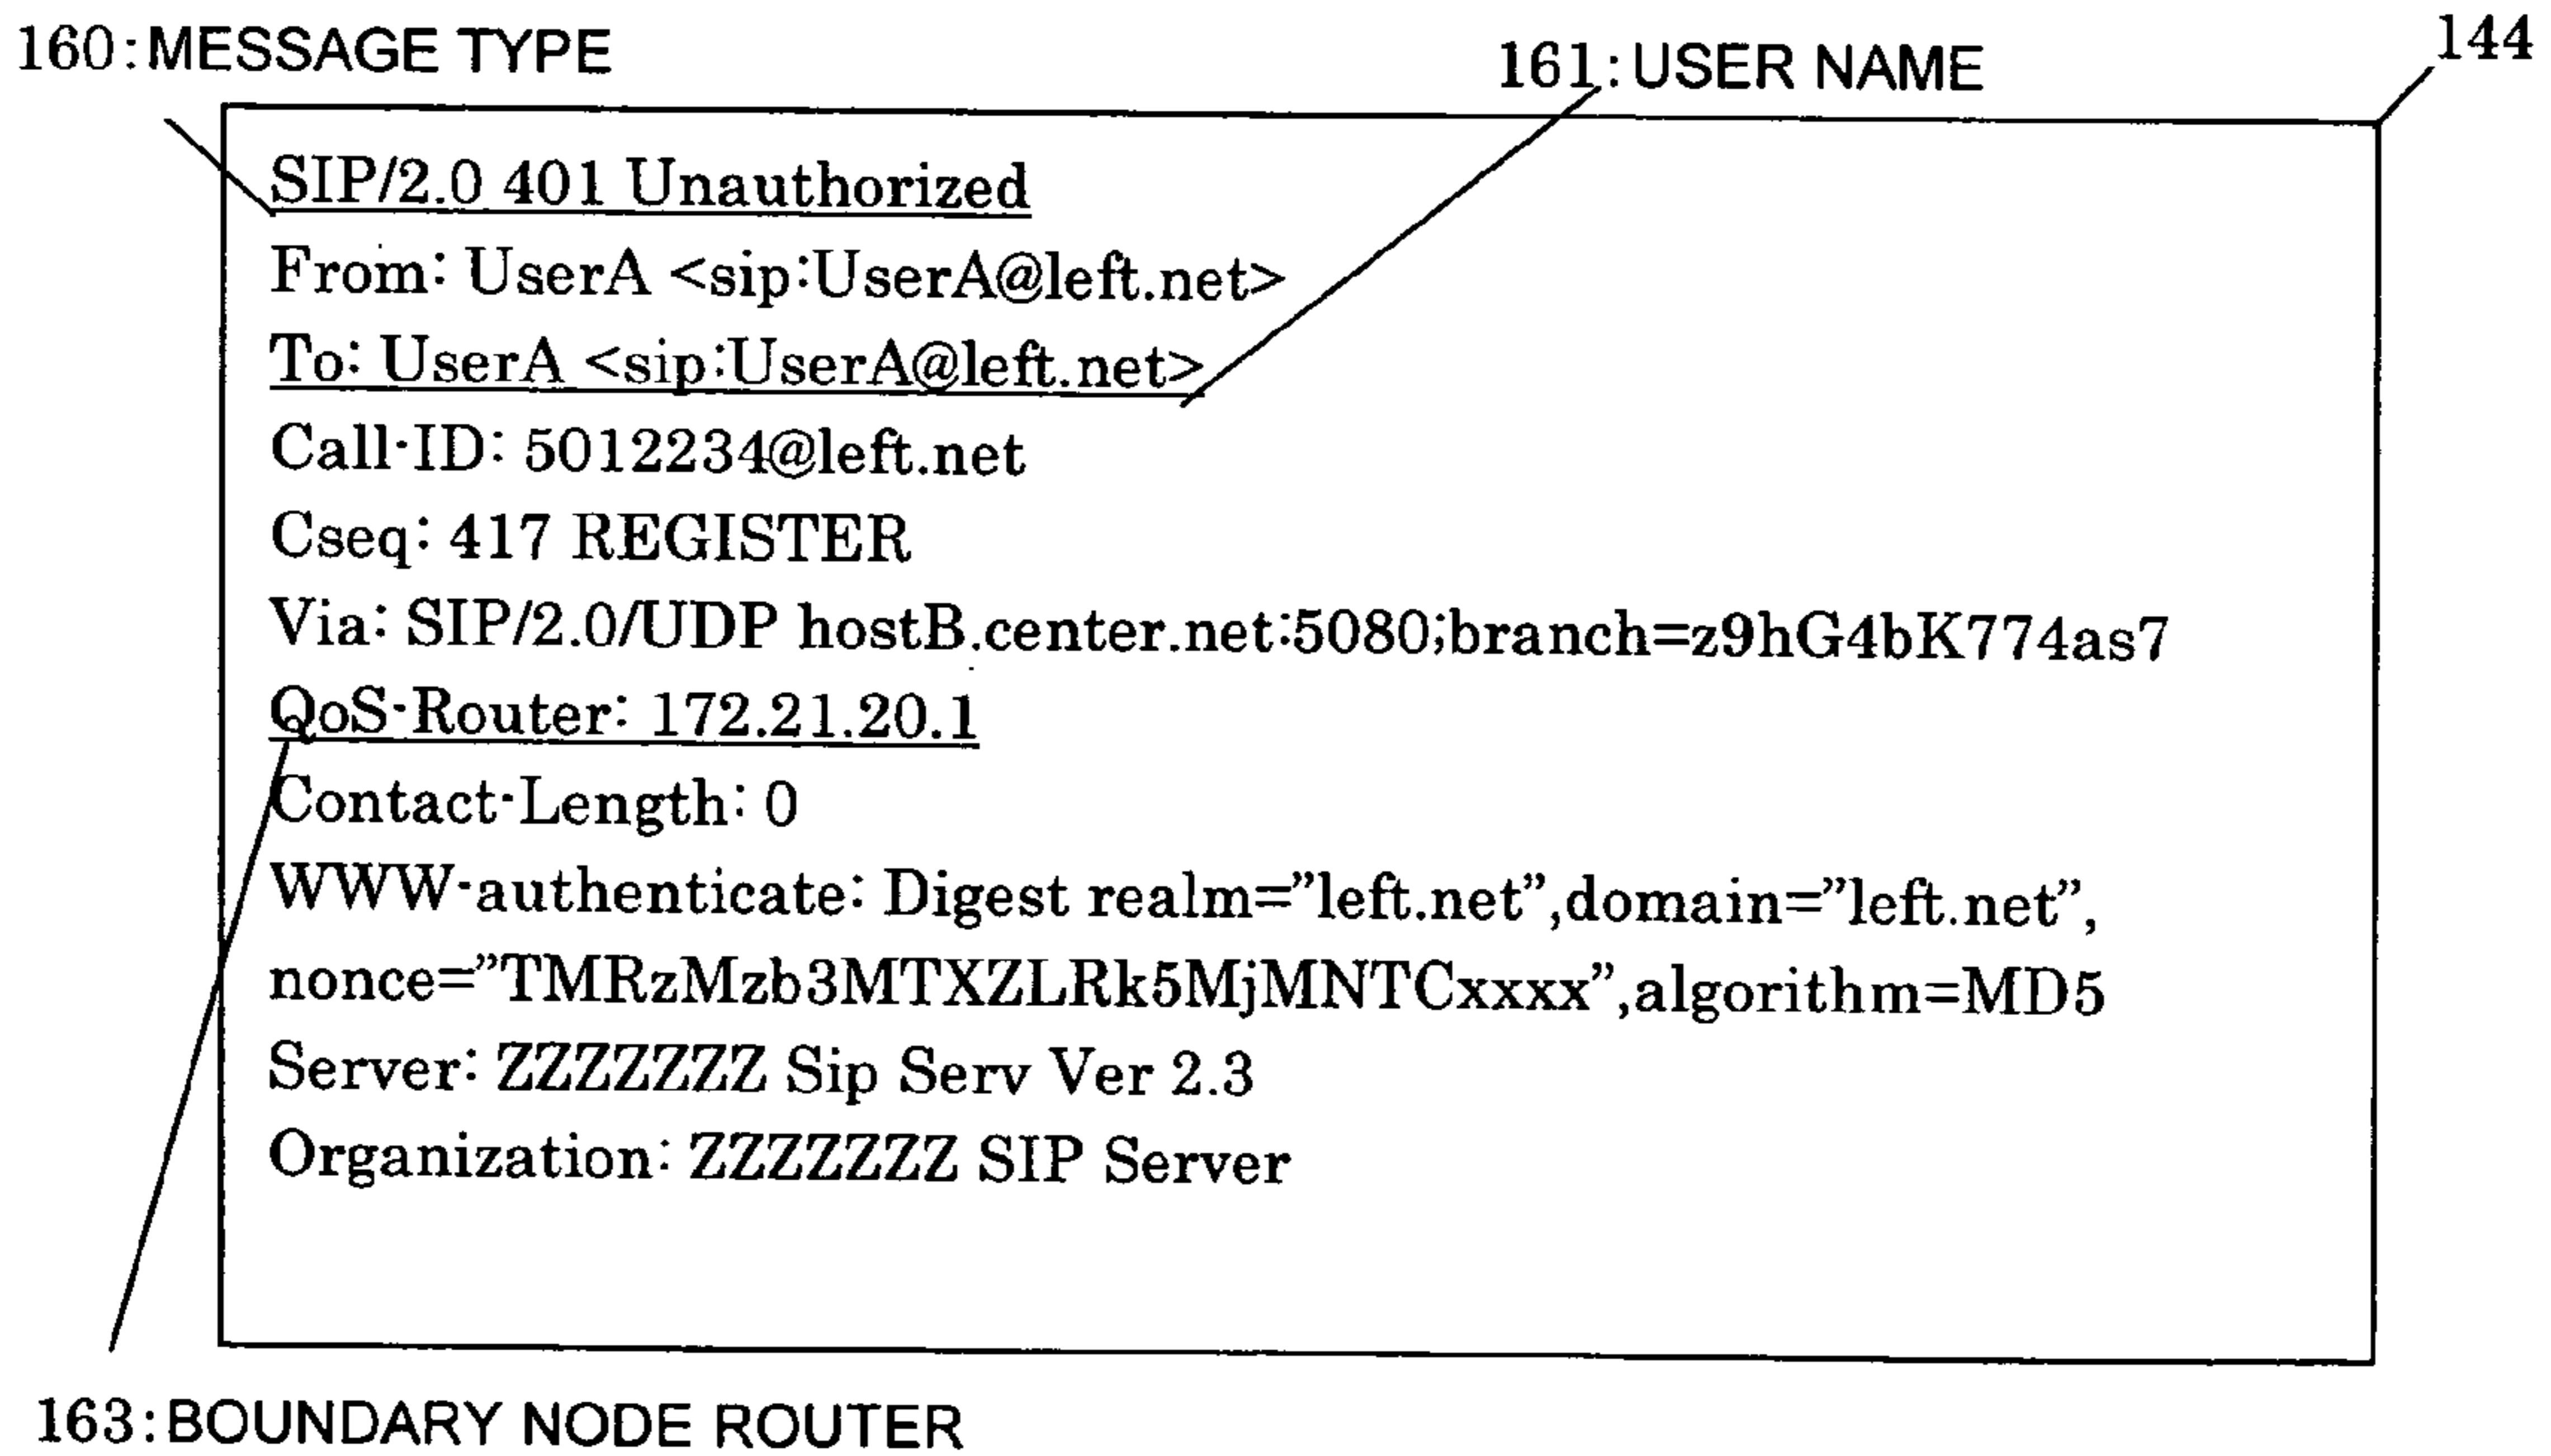 160:MESSAGE TYPE
161:USER NAME
144
SIP/2.0 401 Unauthorized
From: UserA <sip:UserA@left.net>
To: UserA <sip:UserA@left.net>
Call-ID: 5012234@left.net
Cseq: 417 REGISTER
Via: SIP/2.0/UDP hostB.center.net:5080;branch=z9hG4bK774as7
QoS-Router: 172.21.20.1
Contact-Length: 0
WWW-authenticate: Digest realm=”left.net”,domain=”left.net”,
nonce=”TMRzMzb3MTXZLRk5MjMNTCxxxx”,algorithm=MD5
Server: ZZZZZZZ Sip Serv Ver 2.3
Organization: ZZZZZZZ SIP Server
163:BOUNDARY NODE ROUTER